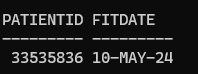 PATIENTID FITDATE
--------- ---------
 33535836 10-MAY-24